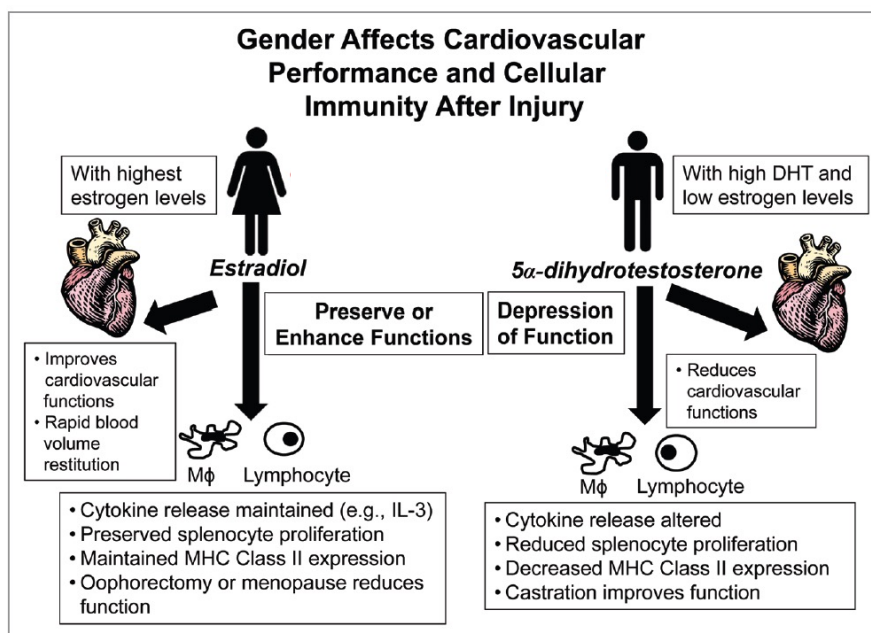 Gender Affects Cardiovascular
Performance and Cellular
Immunity After Injury
With highest
estrogen levels
With high DHT and
low estrogen levels
Estradiol
5α-dihydrotestosterone
Preserve or
Enhance Functions
Depression
of Function
• Improves
cardiovascular
functions
• Rapid blood
volume
restitution
• Reduces
cardiovascular
functions
Mϕ
Lymphocyte
Mϕ
Lymphocyte
• Cytokine release maintained (e.g., IL-3)
• Preserved splenocyte proliferation
• Maintained MHC Class II expression
• Oophorectomy or menopause reduces
function
• Cytokine release altered
• Reduced splenocyte proliferation
• Decreased MHC Class II expression
• Castration improves function